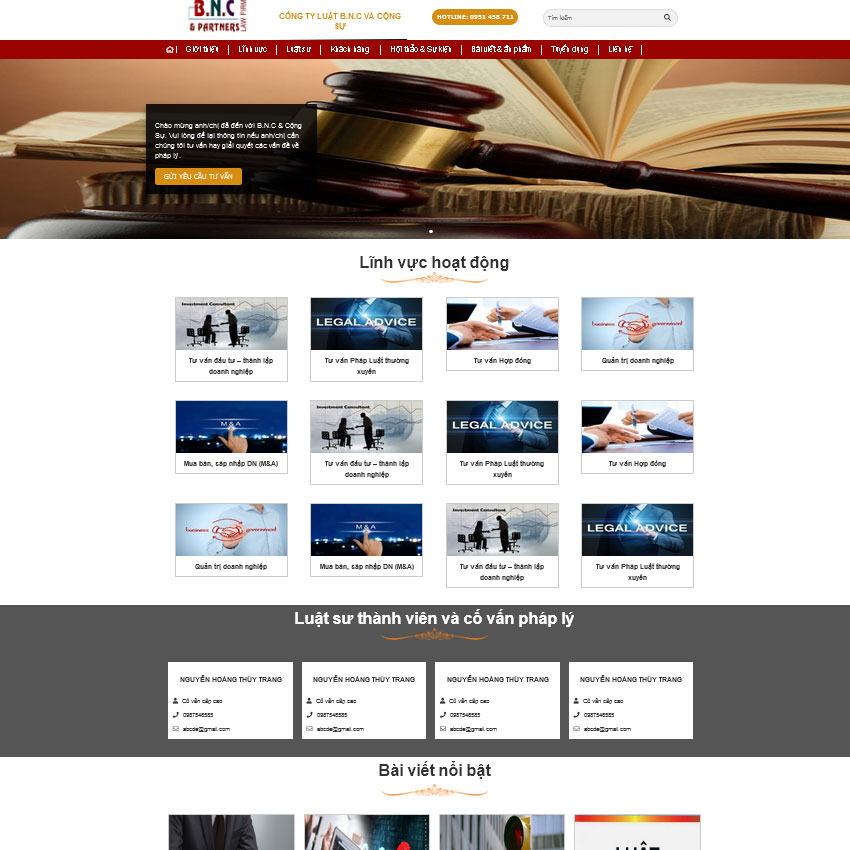 B.N.C
& PARTNERS
LAW FIRM
CÔNG TY LUẬT B.N.C VÀ CỘNG
SỰ
HOTLINE: 0931 438 711
Tìm kiếm
Giới thiệu
Lĩnh vực
Luật sư
Khách hàng
Hội thảo & Sự kiện
Bài viết & ấn phẩm
Tuyển dụng
Liên hệ
Chào mừng anh/chị đã đến với B.N.C & Cộng
Sự. Vui lòng để lại thông tin nếu anh/chị cần
chúng tôi tư vấn hay giải quyết các vấn đề về
pháp lý.
GỬI YÊU CẦU TƯ VẤN
Lĩnh vực hoạt động
Investment Consultant
LEGAL ADVICE
business
government
Tư vấn đầu tư – thành lập
doanh nghiệp
Tư vấn Pháp Luật thường
xuyên
Tư vấn Hợp đồng
Quản trị doanh nghiệp
M&A
Investment Consultant
LEGAL ADVICE
Mua bán, sáp nhập DN (M&A)
Tư vấn đầu tư – thành lập
doanh nghiệp
Tư vấn Pháp Luật thường
xuyên
Tư vấn Hợp đồng
business
government
M&A
Investment Consultant
LEGAL ADVICE
Quản trị doanh nghiệp
Mua bán, sáp nhập DN (M&A)
Tư vấn đầu tư – thành lập
doanh nghiệp
Tư vấn Pháp Luật thường
xuyên
Luật sư thành viên và cố vấn pháp lý
NGUYỄN HOÀNG THÙY TRANG
Cố vấn cấp cao
0987546585
abcde@gmail.com
NGUYỄN HOÀNG THÙY TRANG
Cố vấn cấp cao
0987546585
abcde@gmail.com
NGUYỄN HOÀNG THÙY TRANG
Cố vấn cấp cao
0987546585
abcde@gmail.com
NGUYỄN HOÀNG THÙY TRANG
Cố vấn cấp cao
0987546585
abcde@gmail.com
Bài viết nổi bật
LUẬT